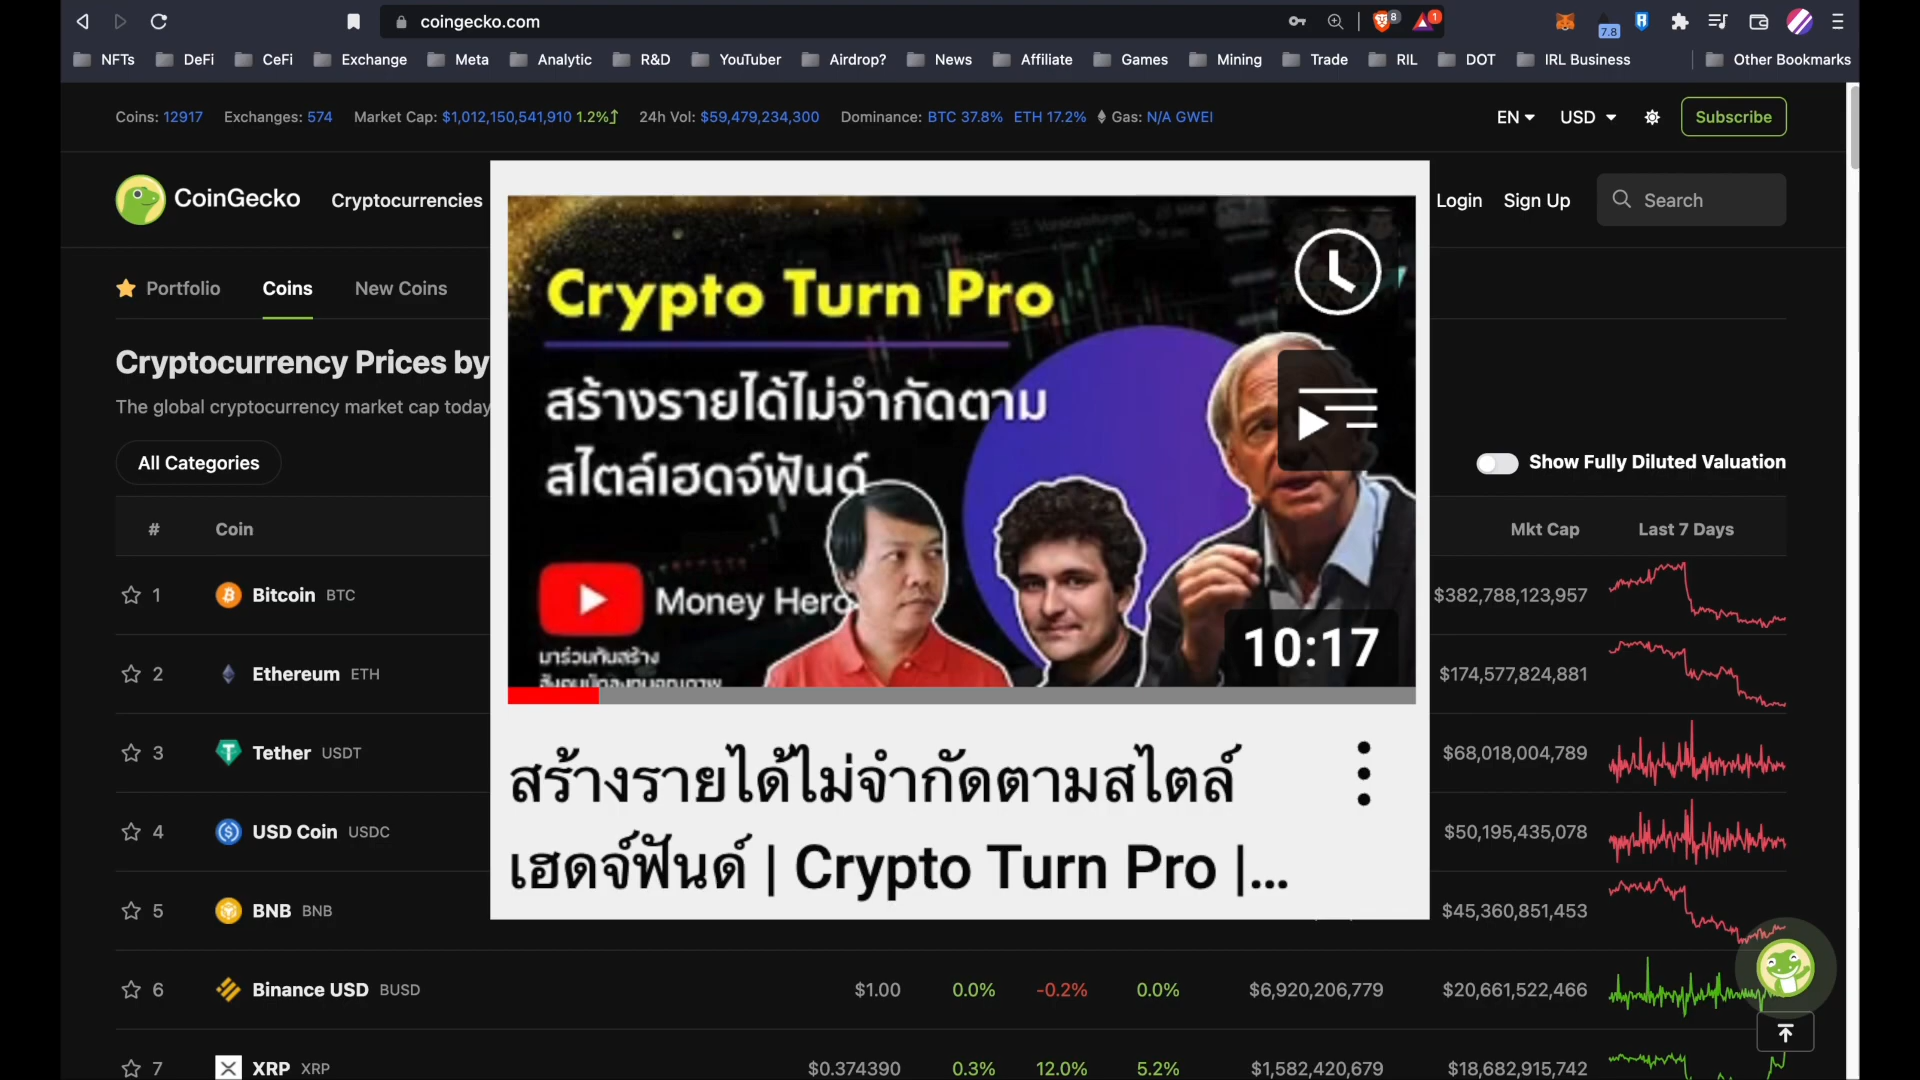 coingecko.com
8
1
7.8
NFTs DeFi CeFi Exchange Meta Analytic R&D YouTuber Airdrop? News Affiliate Games Mining Trade RIL DOT IRL Business Other Bookmarks
Coins: 12917 Exchanges: 574 Market Cap: $1,012,150,541,910 1.2% 24h Vol: $59,479,234,300 Dominance: BTC 37.8% ETH 17.2% Gas: N/A GWEI EN USD Subscribe
CoinGecko Cryptocurrencies Login Sign Up Search
Portfolio Coins New Coins
Cryptocurrency Prices by
The global cryptocurrency market cap today
All Categories Show Fully Diluted Valuation
# Coin Mkt Cap Last 7 Days
1 Bitcoin BTC $382,788,123,957
2 Ethereum ETH $174,577,824,881
3 Tether USDT $68,018,004,789
4 USD Coin USDC $50,195,435,078
5 BNB BNB $45,360,851,453
6 Binance USD BUSD $1.00 0.0% -0.2% 0.0% $6,920,206,779 $20,661,522,466
7 XRP XRP $0.374390 0.3% 12.0% 5.2% $1,582,420,679 $18,682,915,742
Crypto Turn Pro
สร้างรายได้ไม่จำกัดตาม
สไตล์เฮดจ์ฟันด์
Money Hero
มาร่วมกันสร้าง
10:17
สร้างรายได้ไม่จำกัดตามสไตล์
เฮดจ์ฟันด์ | Crypto Turn Pro |...